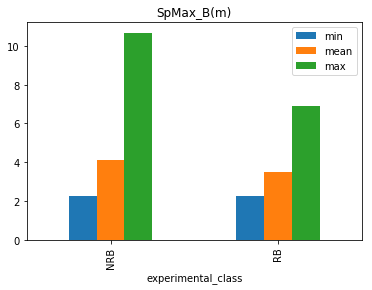 SpMax_B(m)
min
mean
max
10
8
6
4
2
0
NRB
RB
experimental_class